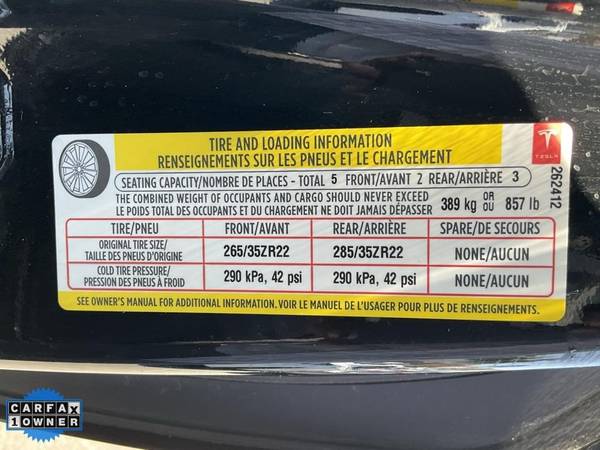 TIRE AND LOADING INFORMATION
RENSEIGNEMENTS SUR LES PNEUS ET LE CHARGEMENT
TESLA
262412
SEATING CAPACITY/NOMBRE DE PLACES - TOTAL 5 FRONT/AVANT 2 REAR/ARRIÈRE 3
THE COMBINED WEIGHT OF OCCUPANTS AND CARGO SHOULD NEVER EXCEED
LE POIDS TOTAL DES OCCUPANTS ET DU CHARGEMENT NE DOIT JAMAIS DÉPASSER
389 kg OR OU 857 lb
TIRE/PNEU FRONT/AVANT REAR/ARRIÈRE SPARE/DE SECOURS
ORIGINAL TIRE SIZE/
TAILLE DES PNEUS D'ORIGINE
265/35ZR22 285/35ZR22 NONE/AUCUN
COLD TIRE PRESSURE/
PRESSION DES PNEUS À FROID
290 kPa, 42 psi 290 kPa, 42 psi NONE/AUCUN
SEE OWNER'S MANUAL FOR ADDITIONAL INFORMATION. VOIR LE MANUEL DE L'USAGER POUR PLUS DE RENSEIGNEMENTS.
CARFAX
1 OWNER